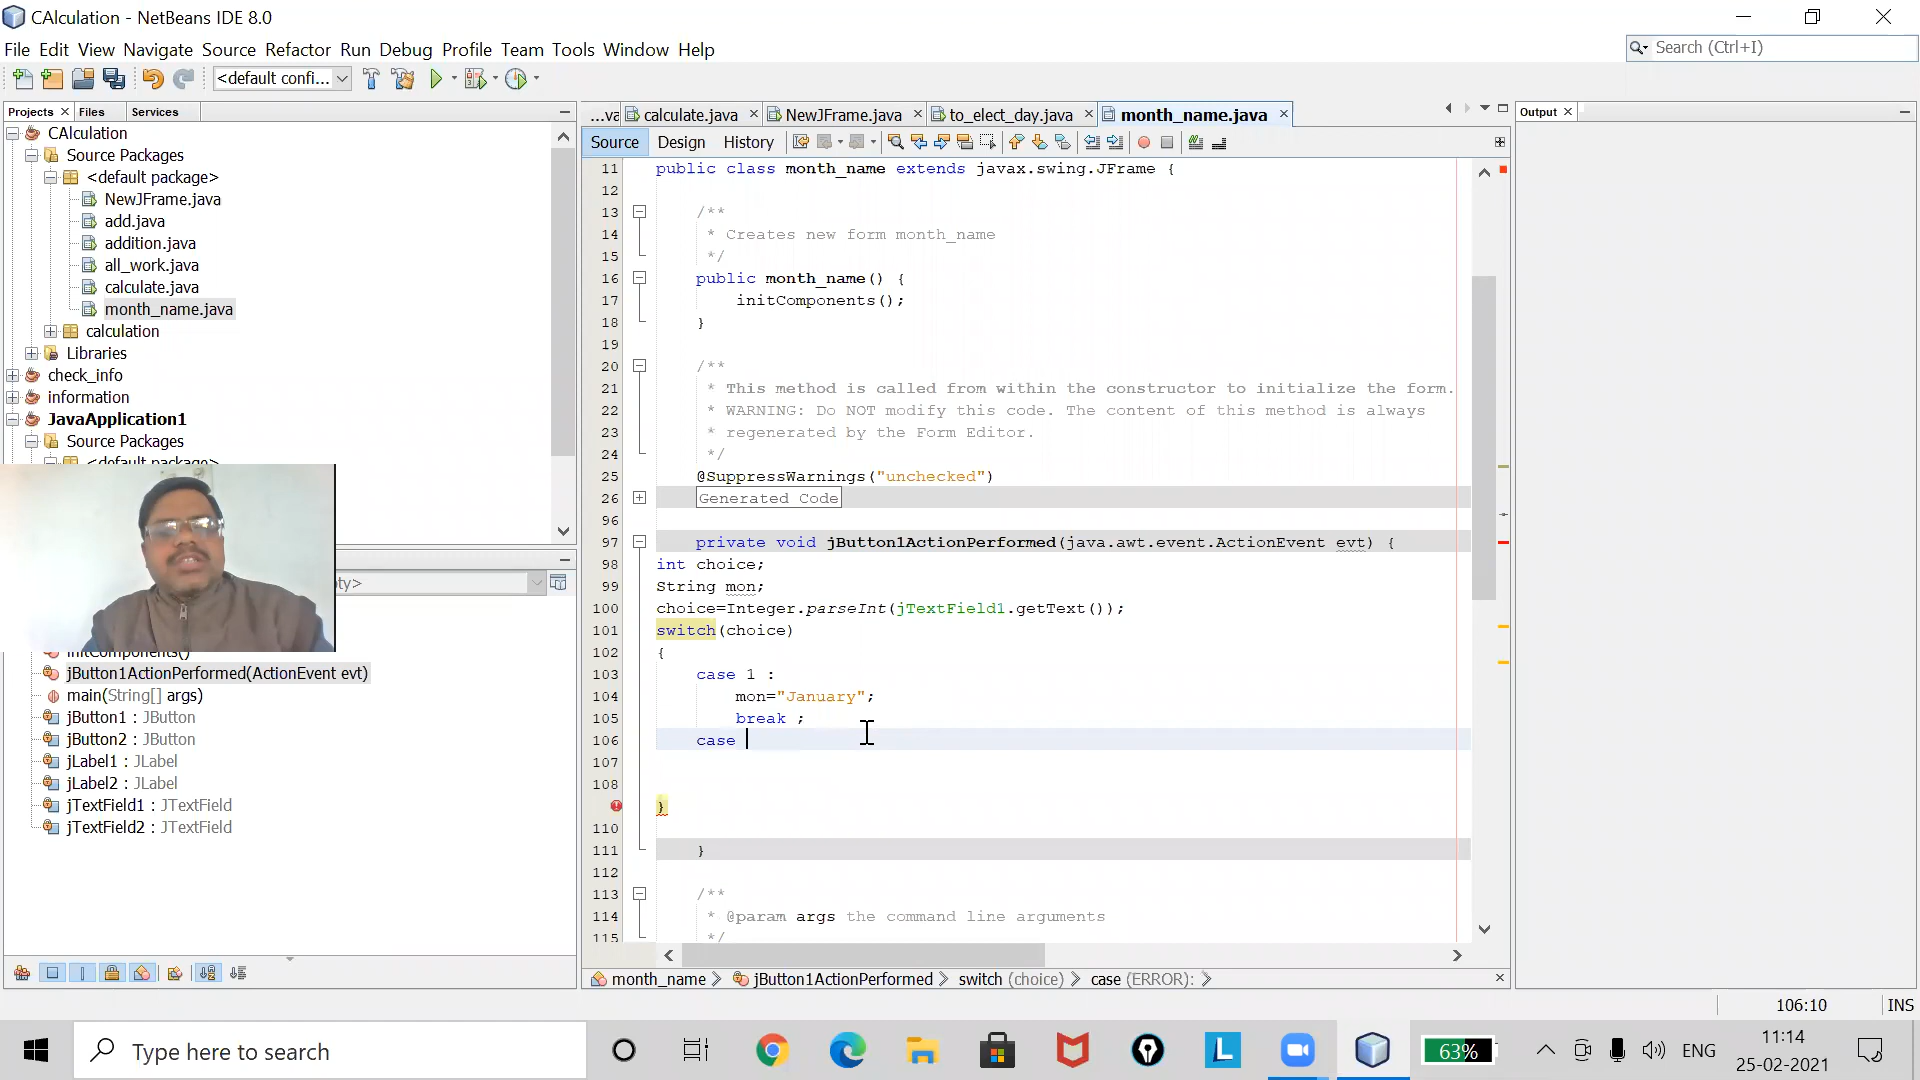 CAlculation - NetBeans IDE 8.0
File Edit View Navigate Source Refactor Run Debug Profile Team Tools Window Help
Search (Ctrl+I)
<default confi...
Projects Files Services
CAlculation
Source Packages
<default package>
NewJFrame.java
add.java
addition.java
all_work.java
calculate.java
month_name.java
calculation
Libraries
check_info
information
JavaApplication1
Source Packages
<default package>
ty>
initComponents()
jButton1ActionPerformed(ActionEvent evt)
main(String[] args)
jButton1 : JButton
jButton2 : JButton
jLabel1 : JLabel
jLabel2 : JLabel
jTextField1 : JTextField
jTextField2 : JTextField
...va calculate.java NewJFrame.java to_elect_day.java month_name.java
Source Design History
11 public class month_name extends javax.swing.JFrame {
12
13 /**
14 * Creates new form month_name
15 */
16 public month_name() {
17 initComponents();
18 }
19
20 /**
21 * This method is called from within the constructor to initialize the form.
22 * WARNING: Do NOT modify this code. The content of this method is always
23 * regenerated by the Form Editor.
24 */
25 @SuppressWarnings("unchecked")
26 Generated Code
96
97 private void jButton1ActionPerformed(java.awt.event.ActionEvent evt) {
98 int choice;
99 String mon;
100 choice=Integer.parseInt(jTextField1.getText());
101 switch(choice)
102 {
103 case 1 :
104 mon="January";
105 break ;
106 case
107
108
}
110
111 }
112
113 /**
114 * @param args the command line arguments
115 */
month_name jButton1ActionPerformed switch (choice) case (ERROR):
Output
106:10 INS
Type here to search
L
63%
ENG
11:14
25-02-2021